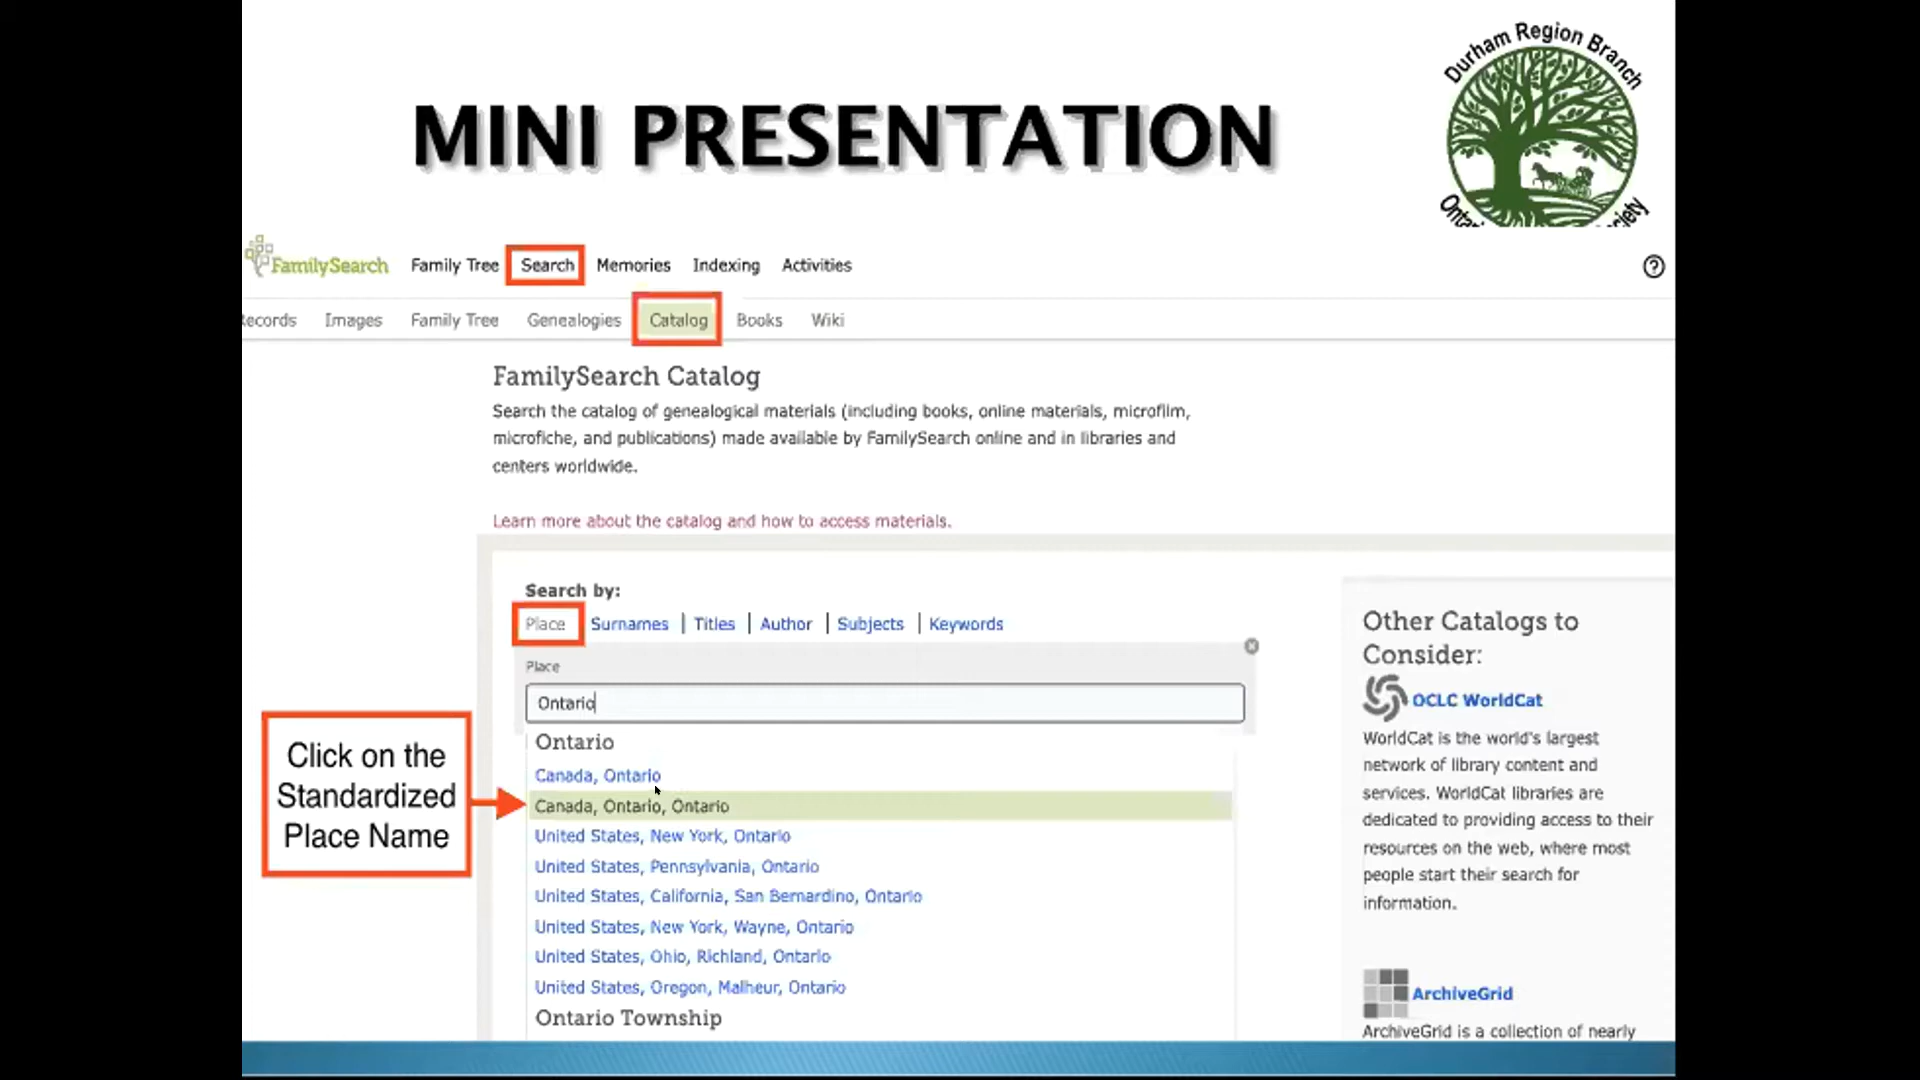 MINI PRESENTATION
Durham Region Branch
FamilySearch Family Tree Search Memories Indexing Activities ?
ecords Images Family Tree Genealogies Catalog Books Wiki
FamilySearch Catalog
Search the catalog of genealogical materials (including books, online materials, microfilm,
microfiche, and publications) made available by FamilySearch online and in libraries and
centers worldwide.
Learn more about the catalog and how to access materials.
Search by:
Place Surnames | Titles | Author | Subjects | Keywords
Place
Ontario
Ontario
Canada, Ontario
Canada, Ontario, Ontario
United States, New York, Ontario
United States, Pennsylvania, Ontario
United States, California, San Bernardino, Ontario
United States, New York, Wayne, Ontario
United States, Ohio, Richland, Ontario
United States, Oregon, Malheur, Ontario
Ontario Township
Click on the
Standardized
Place Name
Other Catalogs to
Consider:
OCLC WorldCat
WorldCat is the world's largest
network of library content and
services. WorldCat libraries are
dedicated to providing access to their
resources on the web, where most
people start their search for
information.
ArchiveGrid
ArchiveGrid is a collection of nearly